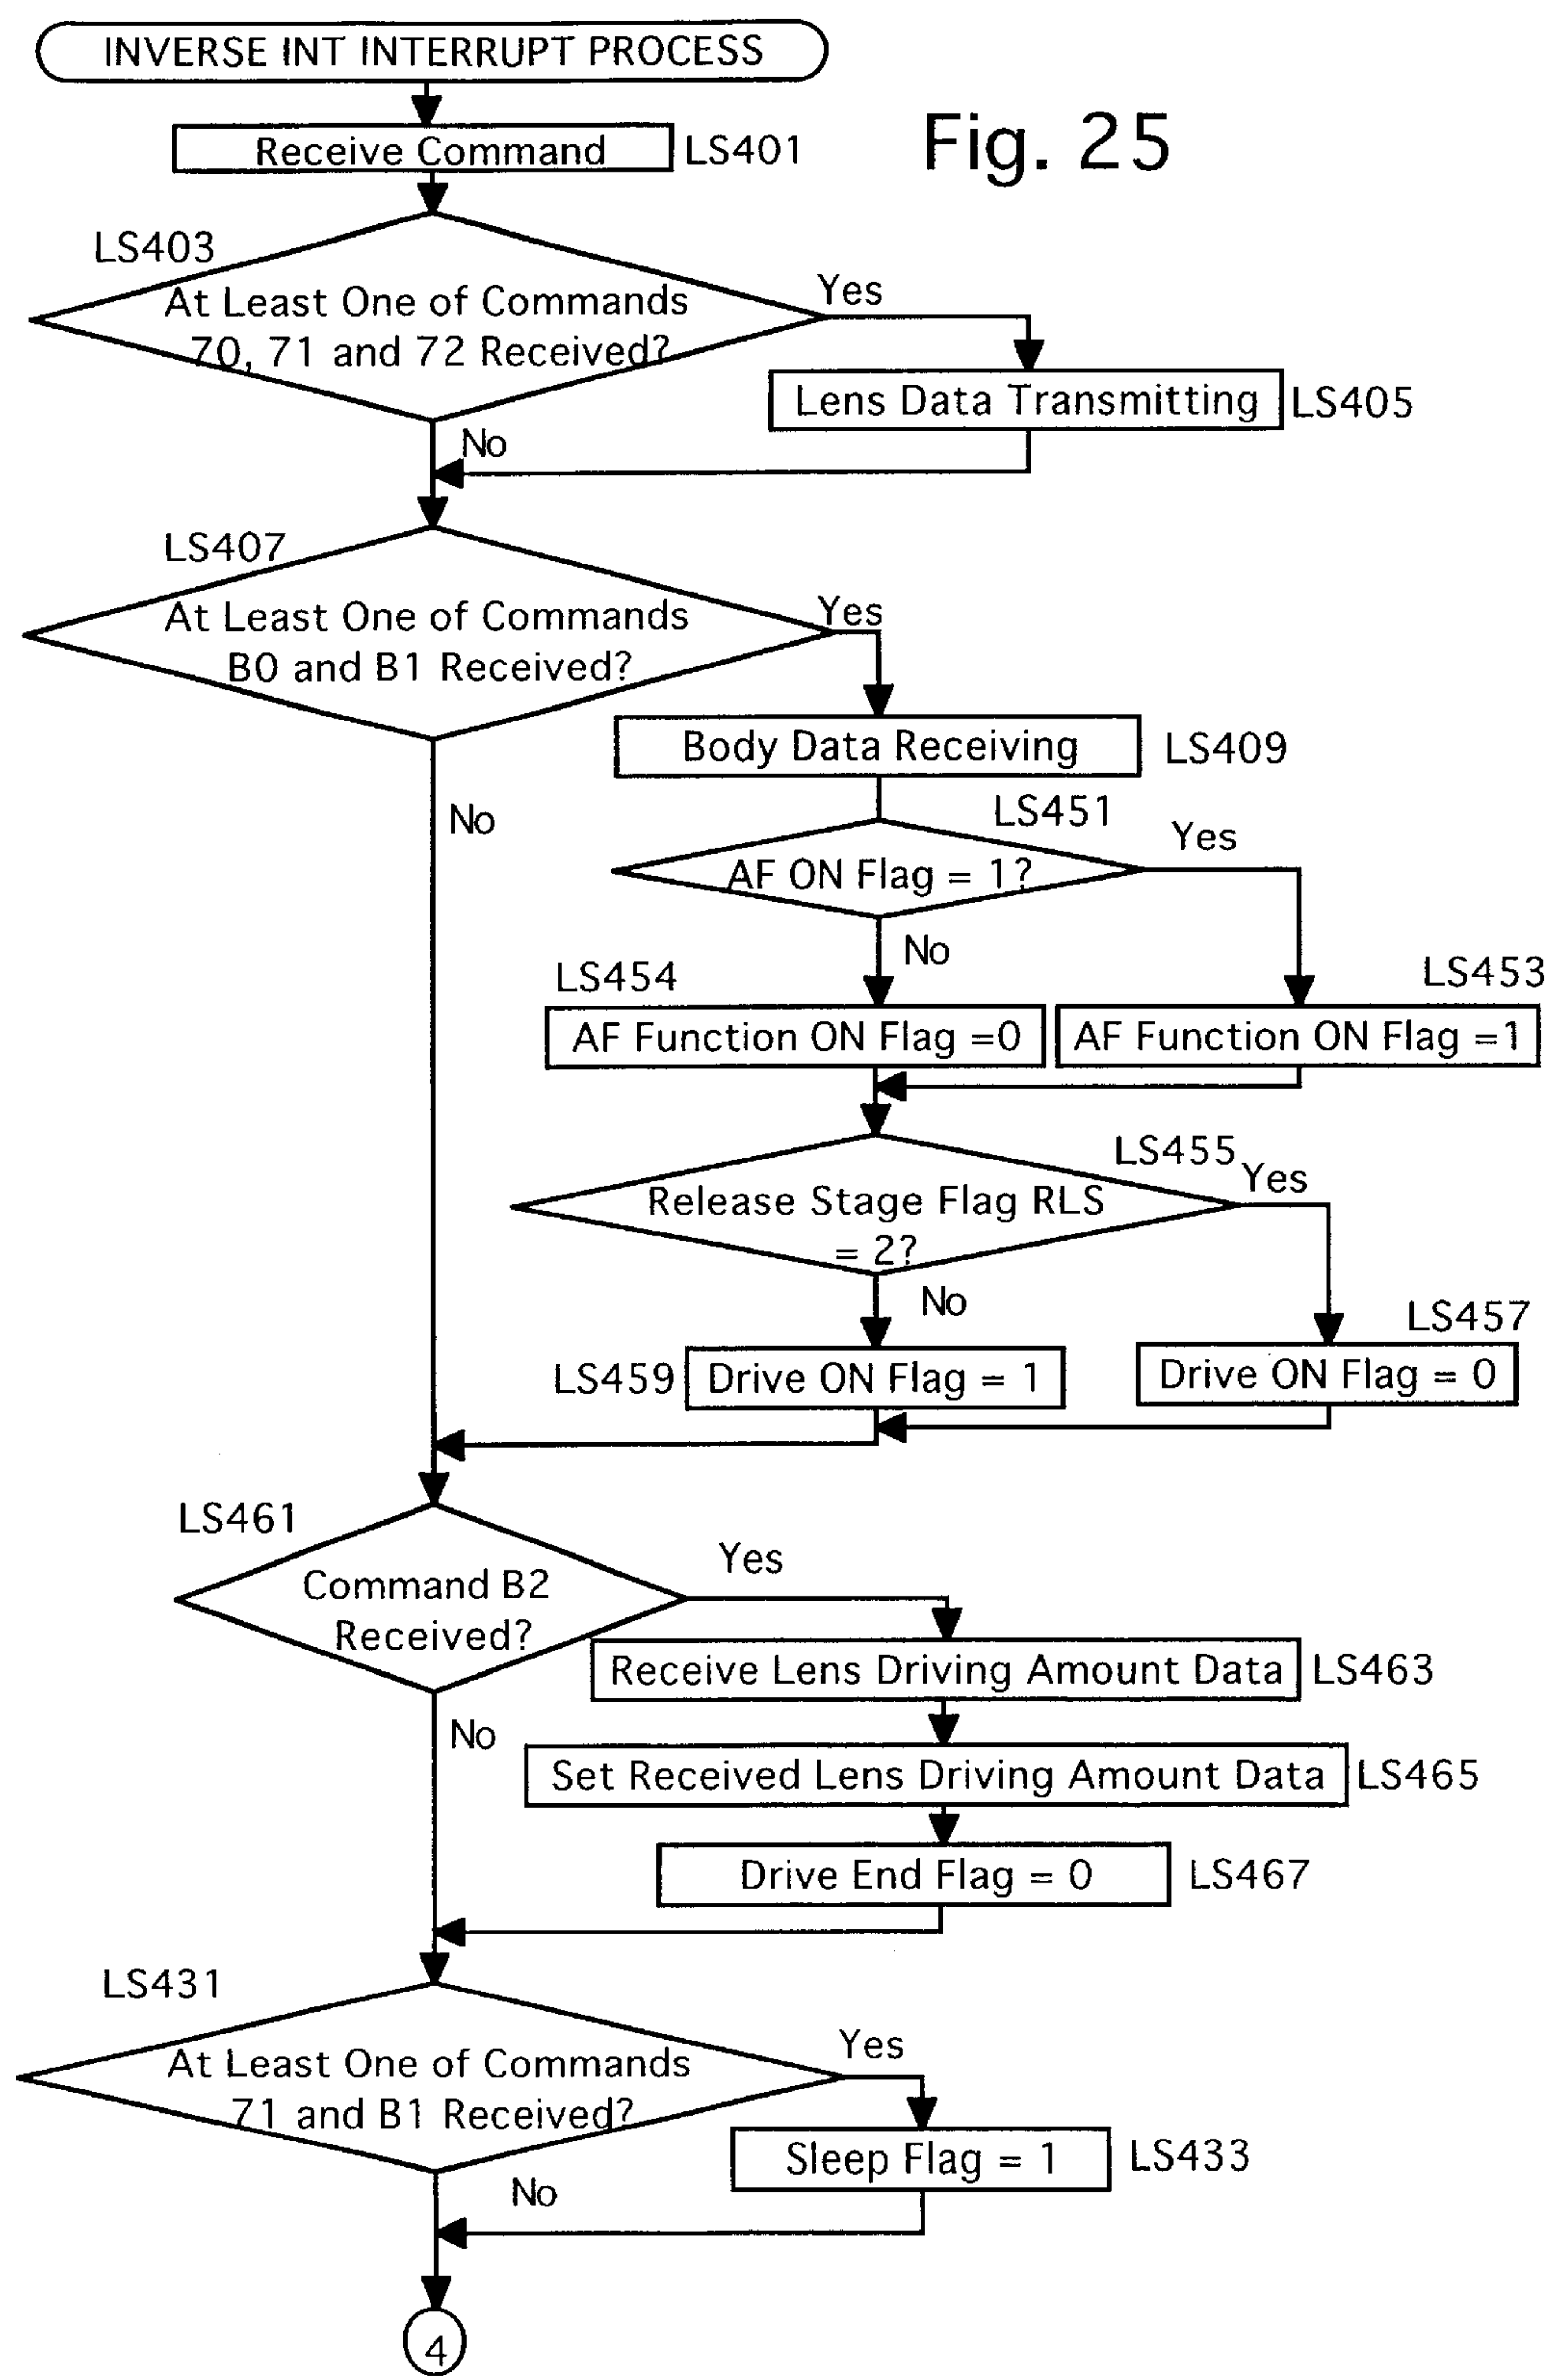 INVERSE INT INTERRUPT PROCESS
Fig. 25
Receive Command
LS401
LS403
At Least One of Commands
70, 71 and 72 Received?
Yes
Lens Data Transmitting
LS405
No
LS407
At Least One of Commands
B0 and B1 Received?
Yes
Body Data Receiving
LS409
No
LS451
AF ON Flag = 1?
Yes
No
LS454
LS453
AF Function ON Flag =0
AF Function ON Flag =1
LS455
Release Stage Flag RLS
= 2?
Yes
No
LS457
LS459
Drive ON Flag = 1
Drive ON Flag = 0
LS461
Command B2
Received?
Yes
Receive Lens Driving Amount Data
LS463
No
Set Received Lens Driving Amount Data
LS465
Drive End Flag = 0
LS467
LS431
At Least One of Commands
71 and B1 Received?
Yes
Sleep Flag = 1
LS433
No
4